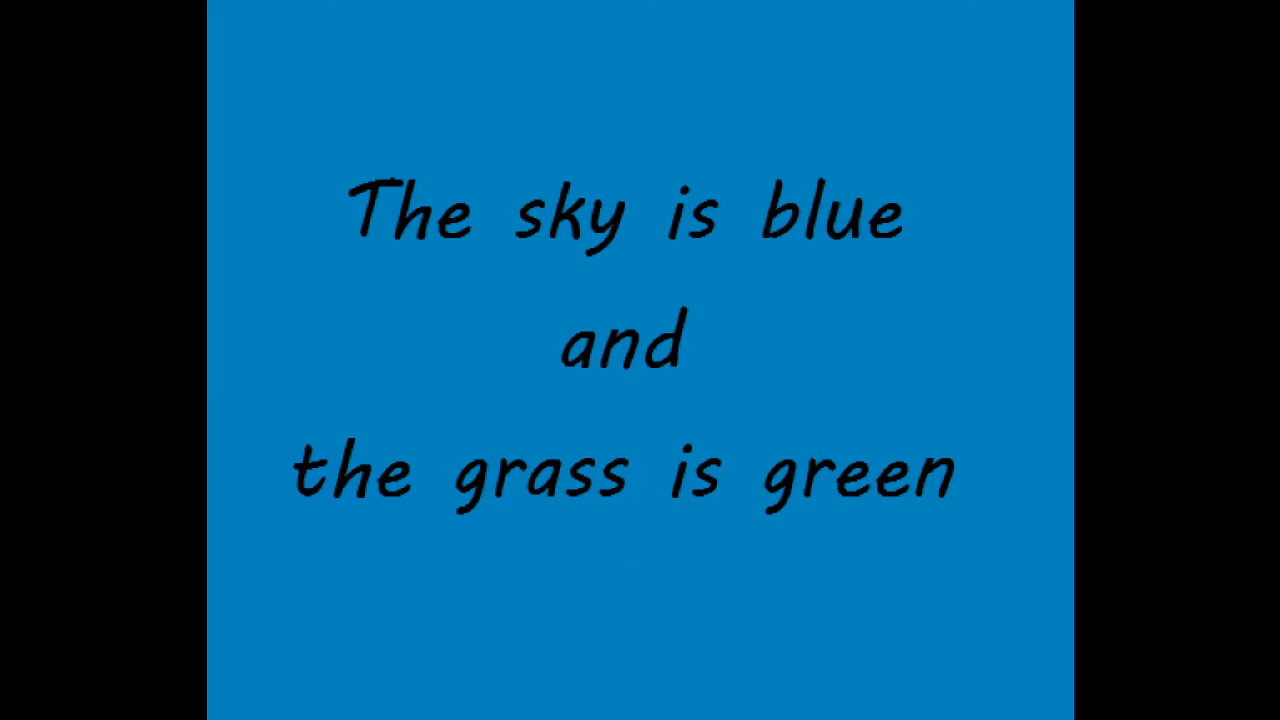 The sky is blue
and
the grass is green